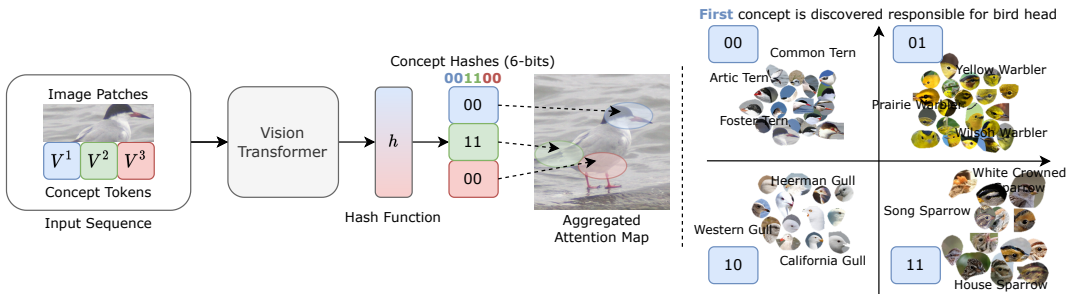 Image Patches
V¹ V² V³
Concept Tokens
Input Sequence
Vision
Transformer
h
Hash Function
Concept Hashes (6-bits)
001100
00
11
00
Aggregated
Attention Map
First concept is discovered responsible for bird head
00
Common Tern
Artic Tern
Foster Tern
01
Yellow Warbler
Prairie Warbler
Wilson Warbler
Heerman Gull
Western Gull
California Gull
10
White Crowned
Sparrow
Song Sparrow
11
House Sparrow